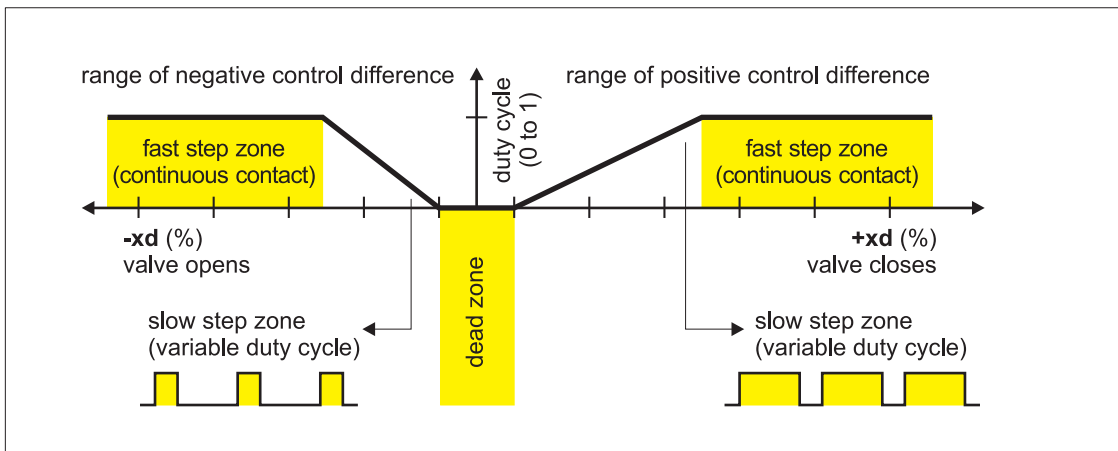 range of negative control difference
range of positive control difference
duty cycle
(0 to 1)
fast step zone
(continuous contact)
fast step zone
(continuous contact)
-xd (%)
valve opens
+xd (%)
valve closes
dead zone
slow step zone
(variable duty cycle)
slow step zone
(variable duty cycle)